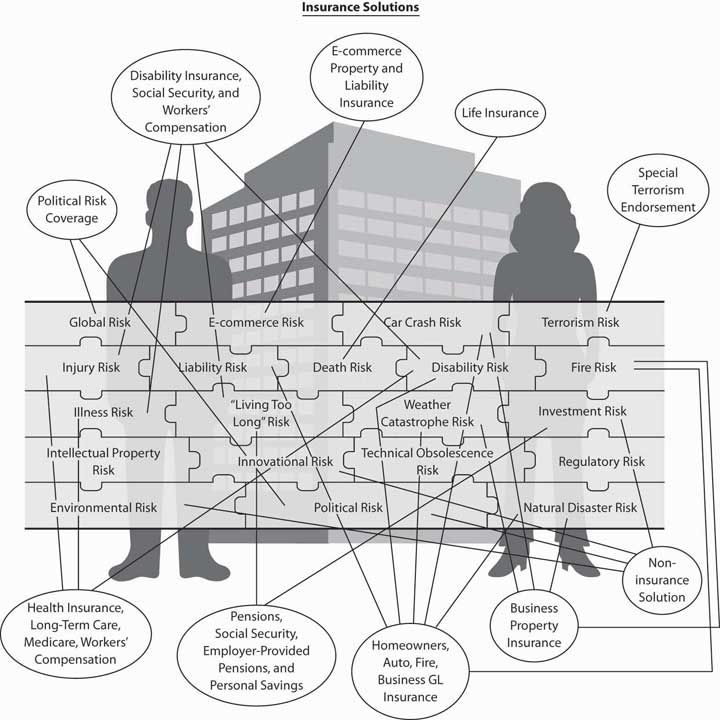 Insurance Solutions
E-commerce
Property and
Liability
Insurance
Disability Insurance,
Social Security, and
Workers'
Compensation
Life Insurance
Political Risk
Coverage
Special
Terrorism
Endorsement
Global Risk
E-commerce Risk
Car Crash Risk
Terrorism Risk
Injury Risk
Liability Risk
Death Risk
Disability Risk
Fire Risk
Illness Risk
“Living Too
Long” Risk
Weather
Catastrophe Risk
Investment Risk
Intellectual Property
Risk
Innovational Risk
Technical Obsolescence
Risk
Regulatory Risk
Environmental Risk
Political Risk
Natural Disaster Risk
Non-
insurance
Solution
Health Insurance,
Long-Term Care,
Medicare, Workers'
Compensation
Pensions,
Social Security,
Employer-Provided
Pensions, and
Personal Savings
Homeowners,
Auto, Fire,
Business GL
Insurance
Business
Property
Insurance